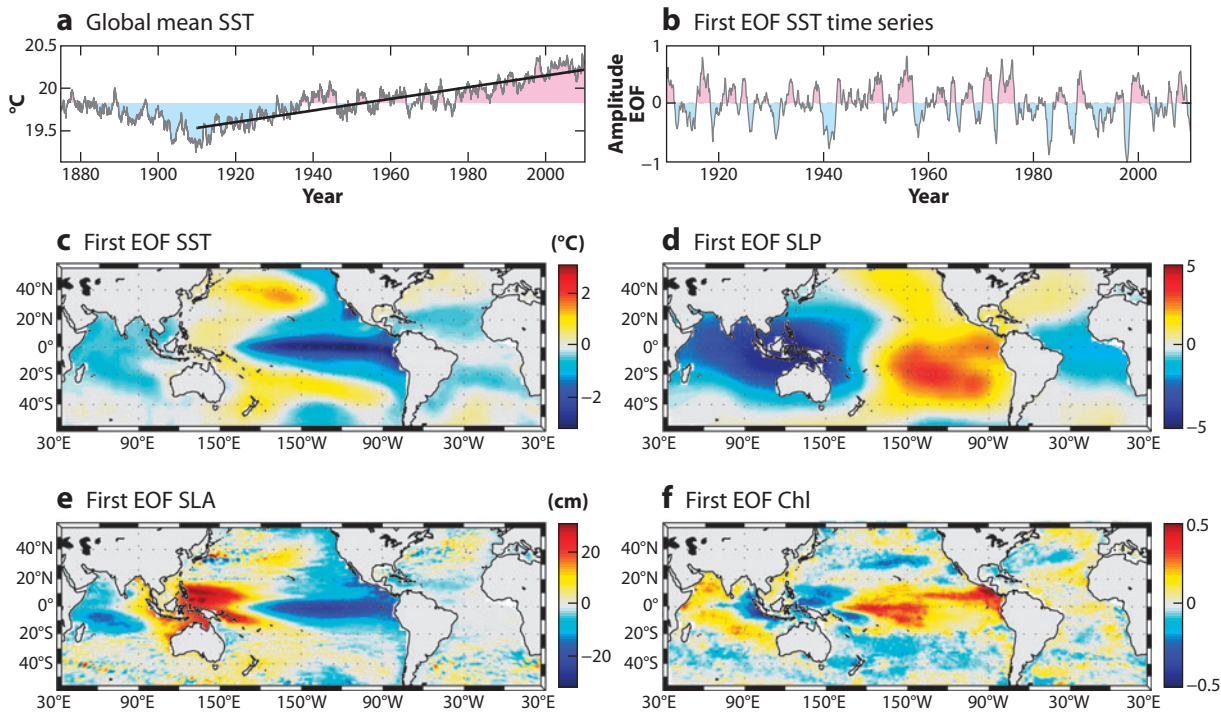 a Global mean SST
b First EOF SST time series
20.5
20
19.5
°C
1880 1900 1920 1940 1960 1980 2000
Year
1
0
−1
Amplitude
EOF
1920 1940 1960 1980 2000
Year
c First EOF SST (°C)
d First EOF SLP
40°N
20°N
0°
20°S
40°S
30°E 90°E 150°E 150°W 90°W 30°W 30°E
2
0
−2
40°N
20°N
0°
20°S
40°S
30°E 90°E 150°E 150°W 90°W 30°W 30°E
5
0
−5
e First EOF SLA (cm)
f First EOF Chl
40°N
20°N
0°
20°S
40°S
30°E 90°E 150°E 150°W 90°W 30°W 30°E
20
0
−20
40°N
20°N
0°
20°S
40°S
30°E 90°E 150°E 150°W 90°W 30°W 30°E
0.5
0
−0.5